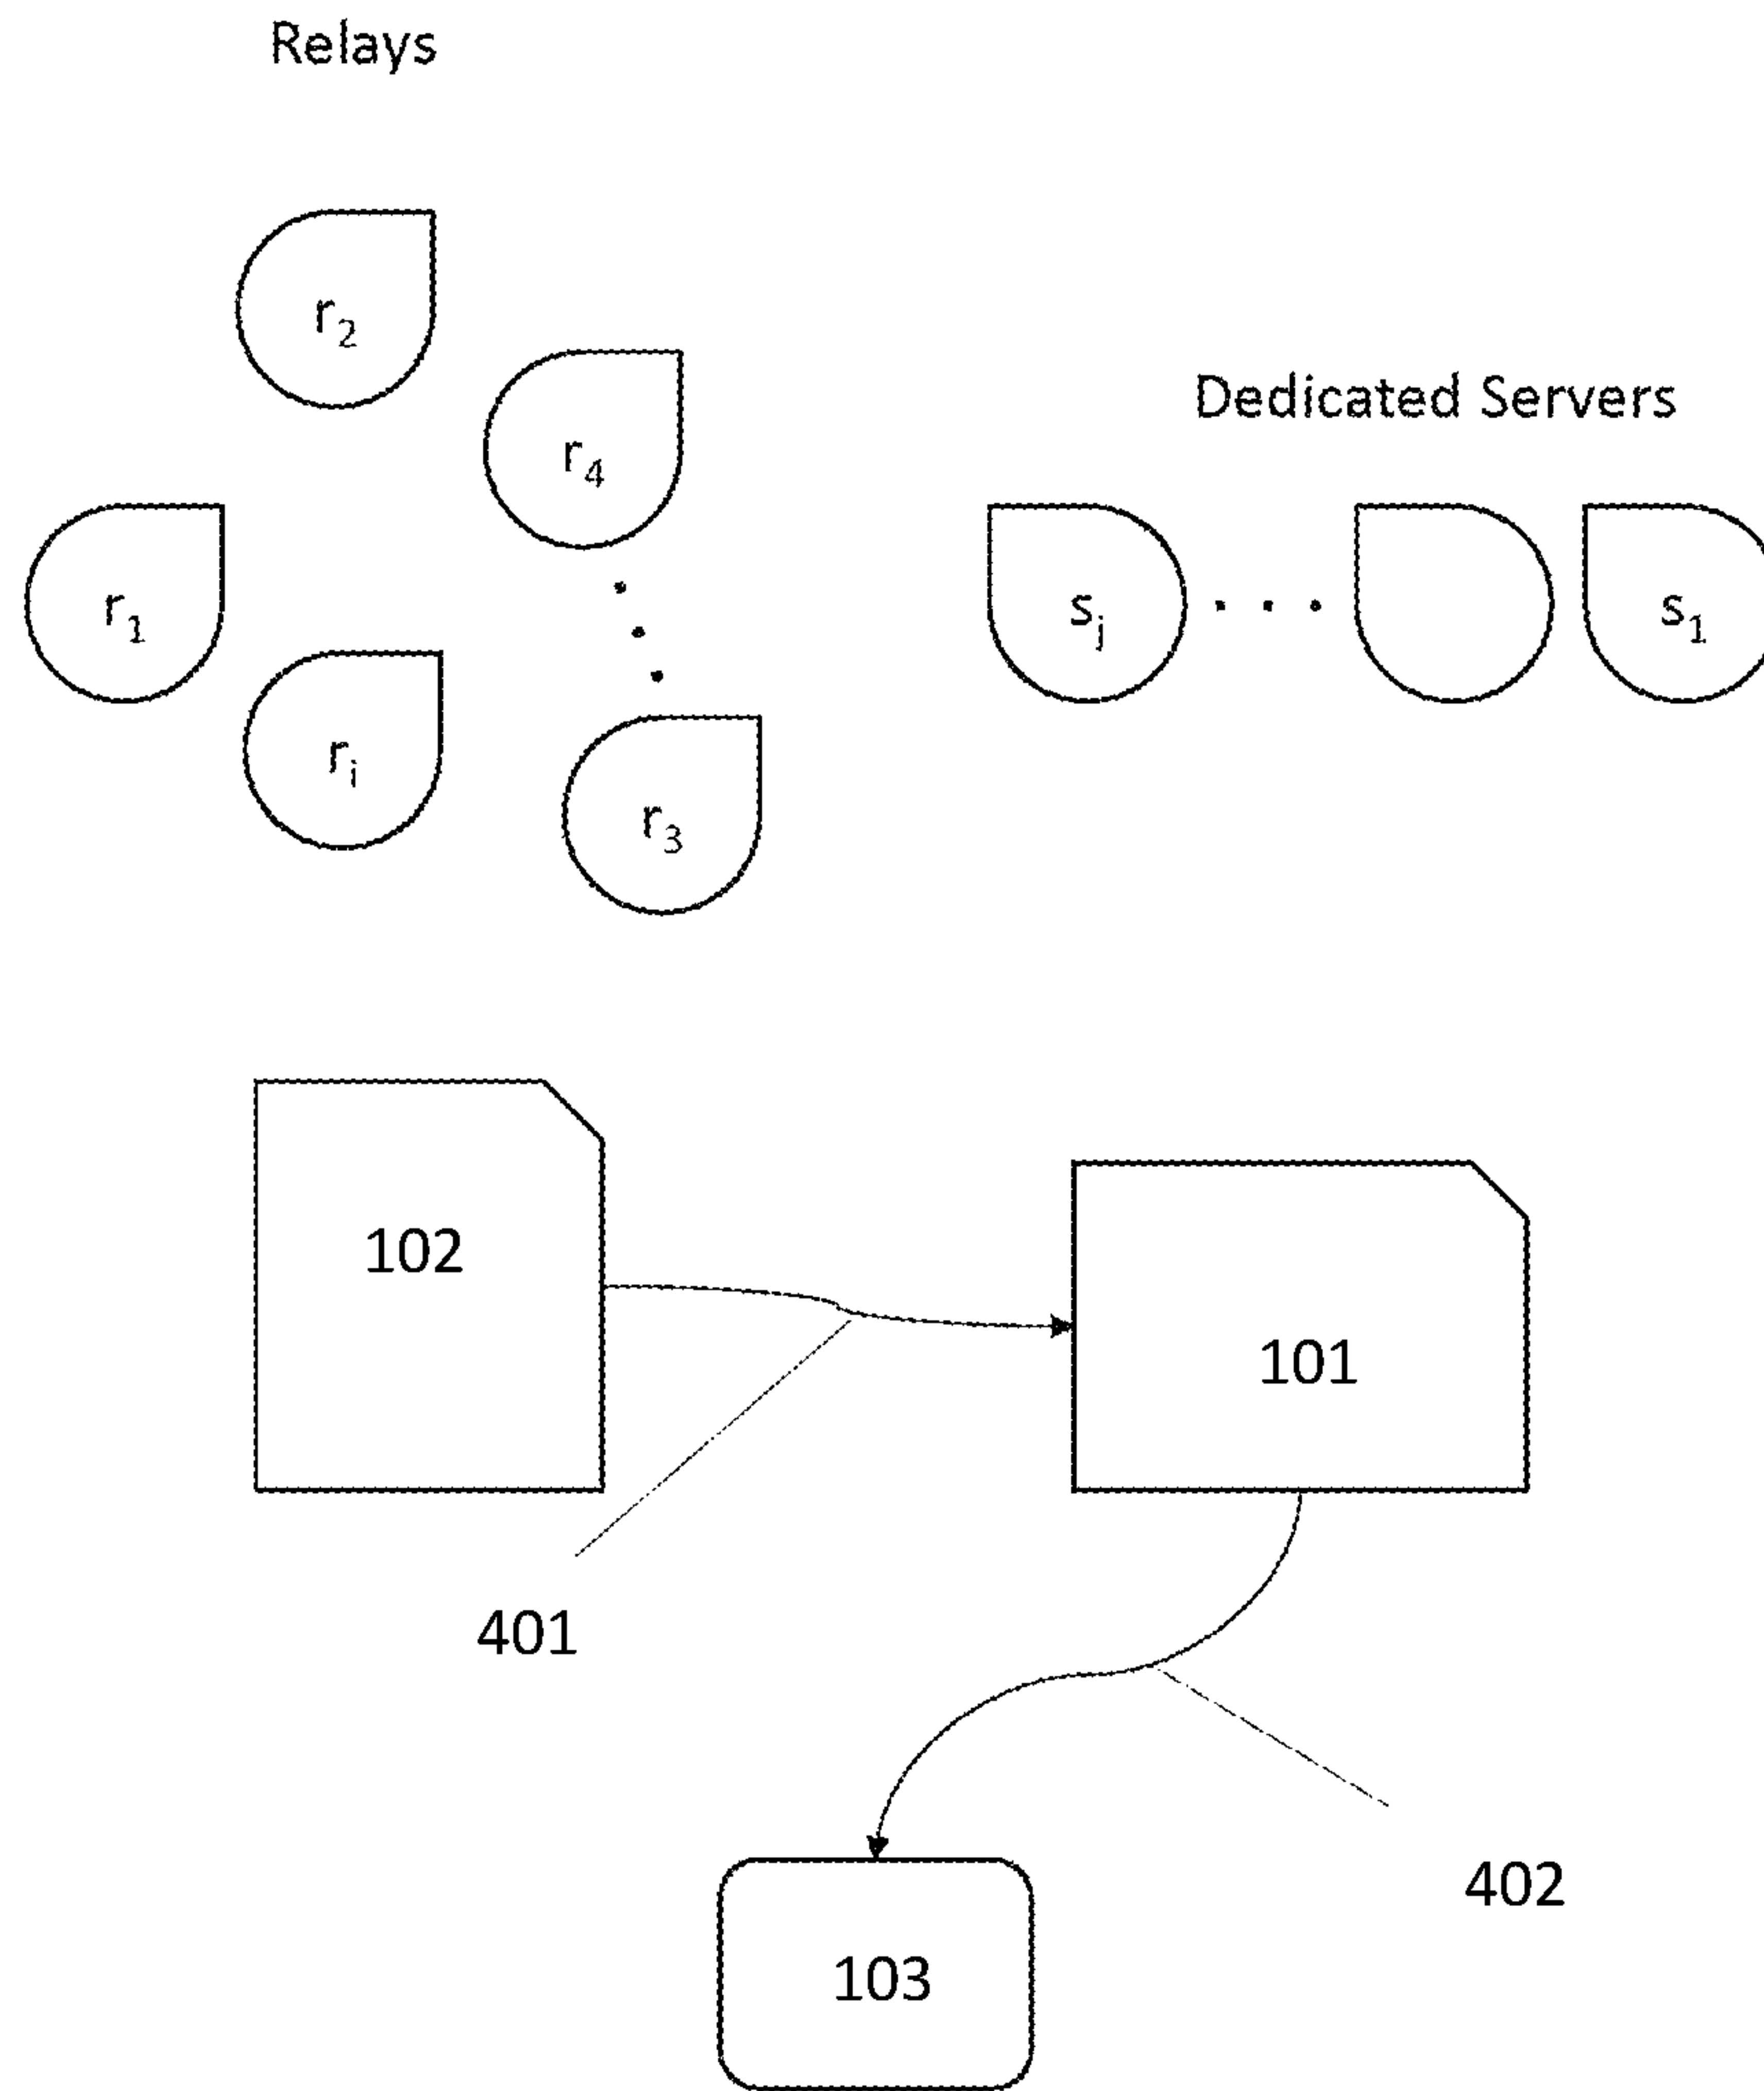 Relays
r₂
r₄
Dedicated Servers
r₁
sⱼ
s₁
rᵢ
r₃
102
101
401
402
103